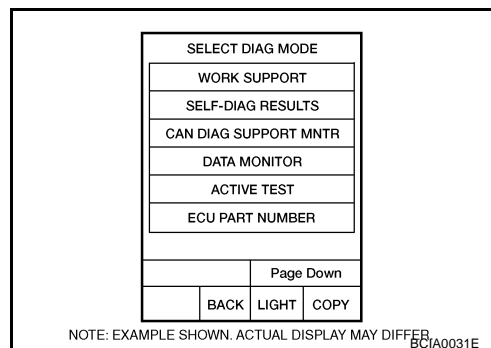 SELECT DIAG MODE
WORK SUPPORT
SELF-DIAG RESULTS
CAN DIAG SUPPORT MNTR
DATA MONITOR
ACTIVE TEST
ECU PART NUMBER
Page Down
BACK LIGHT COPY
NOTE: EXAMPLE SHOWN. ACTUAL DISPLAY MAY DIFFER.
BCIA0031E